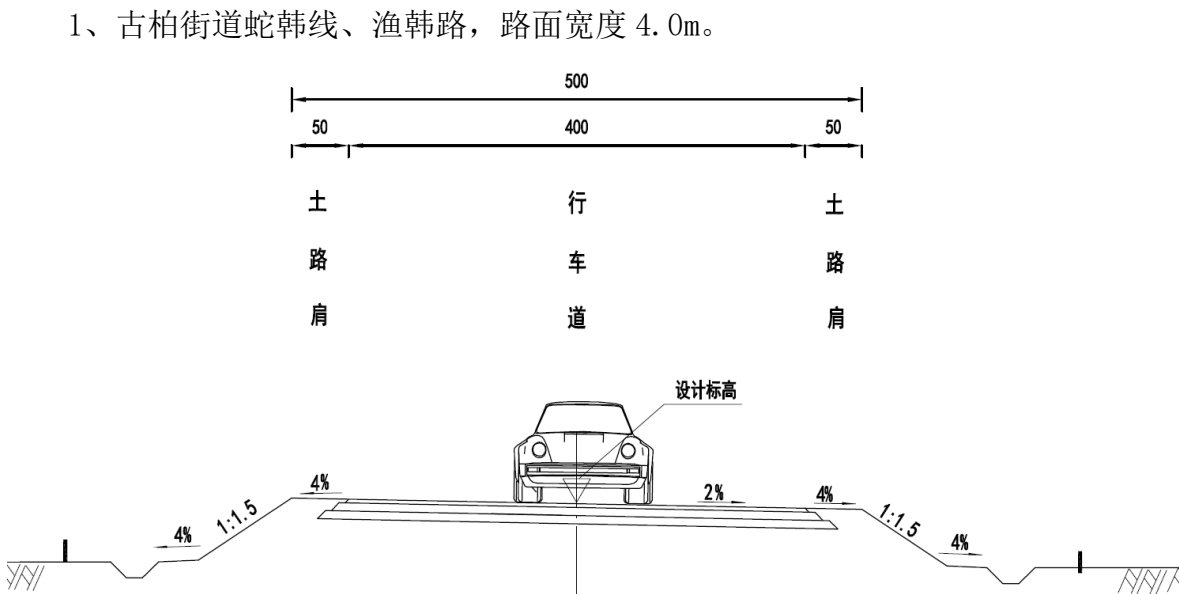 1、古柏街道蛇韩线、渔韩路，路面宽度 4.0m。
500
50 400 50
土路肩
行车道
土路肩
设计标高
4% 2% 4%
1:1.5 1:1.5
4% 4%